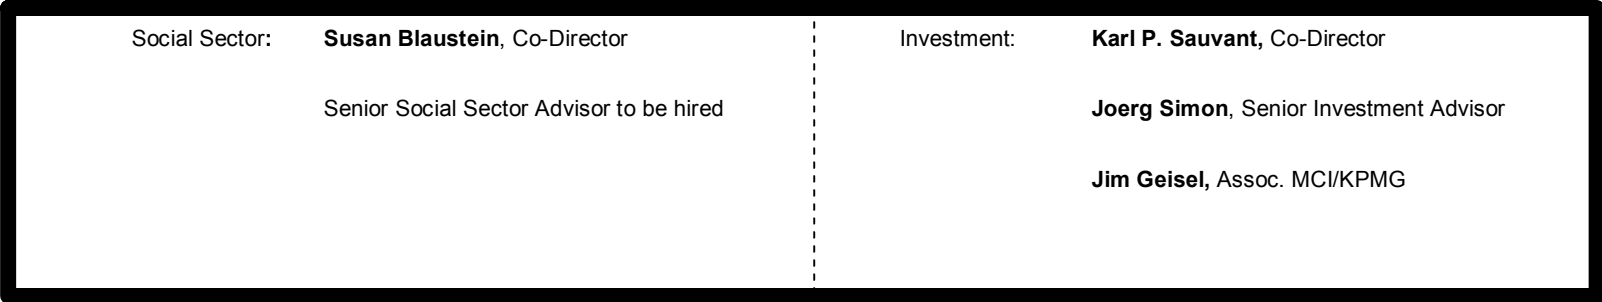 Social Sector: Susan Blaustein, Co-Director
Senior Social Sector Advisor to be hired
Investment: Karl P. Sauvant, Co-Director
Joerg Simon, Senior Investment Advisor
Jim Geisel, Assoc. MCI/KPMG